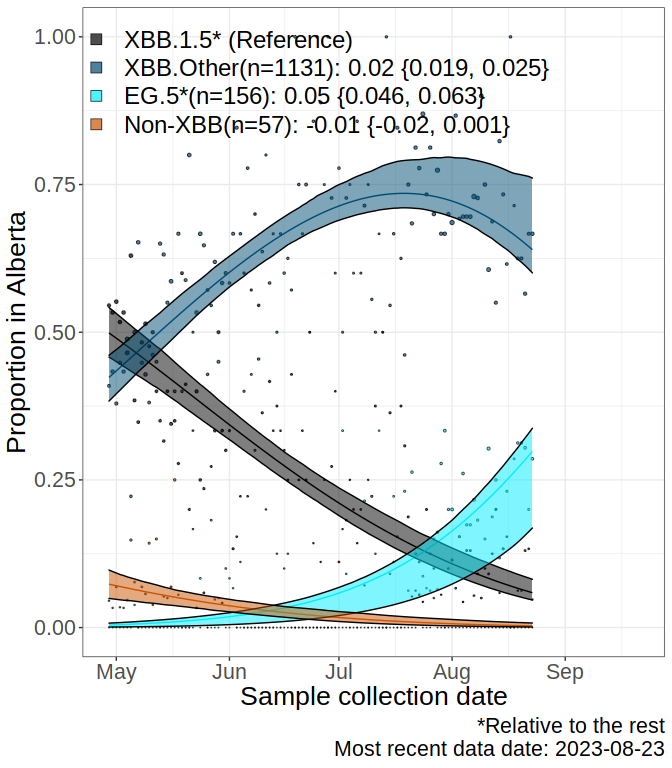 XBB.1.5* (Reference)
XBB.Other(n=1131): 0.02 {0.019, 0.025}
EG.5*(n=156): 0.05 {0.046, 0.063}
Non-XBB(n=57): -0.01 {-0.02, 0.001}
Proportion in Alberta
1.00
0.75
0.50
0.25
0.00
May Jun Jul Aug Sep
Sample collection date
*Relative to the rest
Most recent data date: 2023-08-23